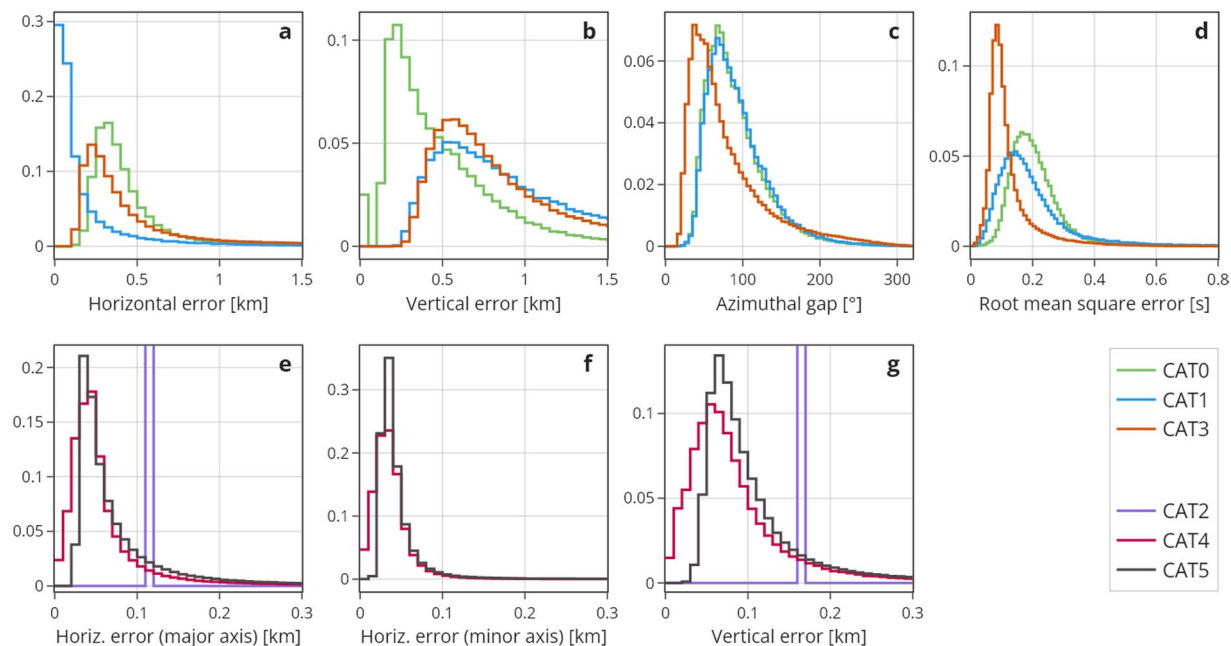 a
0.3
0.2
0.1
0
0
0.5
1
1.5
Horizontal error [km]
b
0.1
0.05
0
0
0.5
1
1.5
Vertical error [km]
c
0.06
0.04
0.02
0
0
100
200
300
Azimuthal gap [°]
d
0.1
0.05
0
0
0.2
0.4
0.6
0.8
Root mean square error [s]
e
0.2
0.15
0.1
0.05
0
0
0.1
0.2
0.3
Horiz. error (major axis) [km]
f
0.3
0.2
0.1
0
0
0.1
0.2
0.3
Horiz. error (minor axis) [km]
g
0.1
0.05
0
0
0.1
0.2
0.3
Vertical error [km]
CAT0
CAT1
CAT3
CAT2
CAT4
CAT5